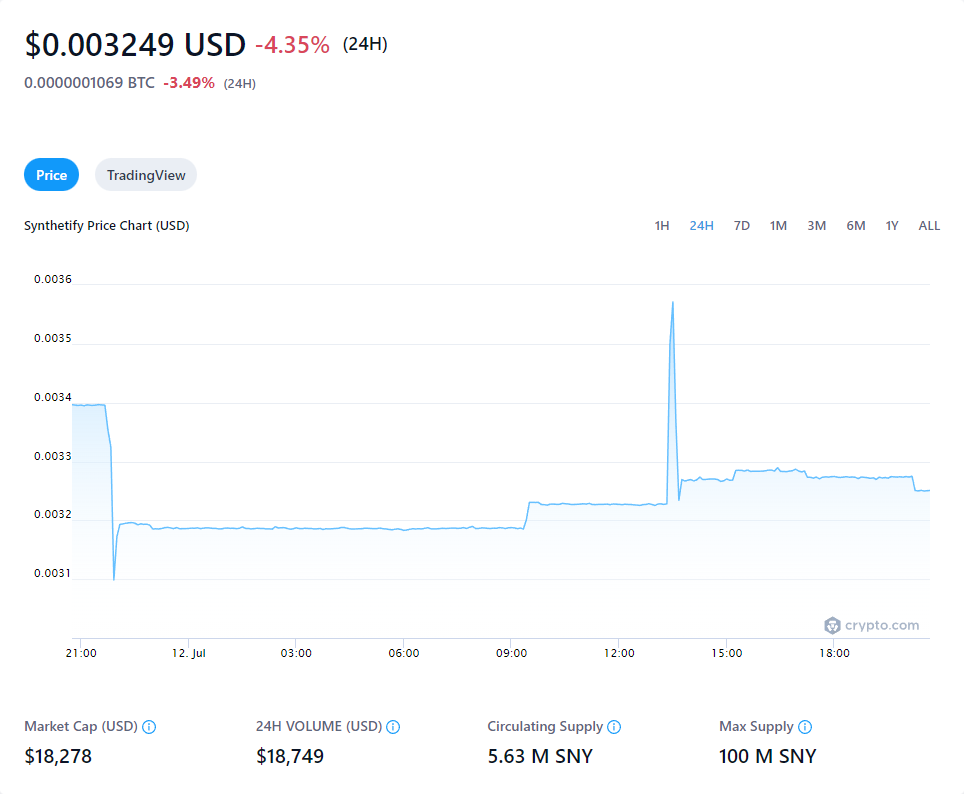 $0.003249 USD -4.35% (24H)
0.0000001069 BTC -3.49% (24H)
Price TradingView
Synthetify Price Chart (USD) 1H 24H 7D 1M 3M 6M 1Y ALL
0.0036
0.0035
0.0034
0.0033
0.0032
0.0031
crypto.com
21:00 12. Jul 03:00 06:00 09:00 12:00 15:00 18:00
Market Cap (USD) 24H VOLUME (USD) Circulating Supply Max Supply
$18,278 $18,749 5.63 M SNY 100 M SNY